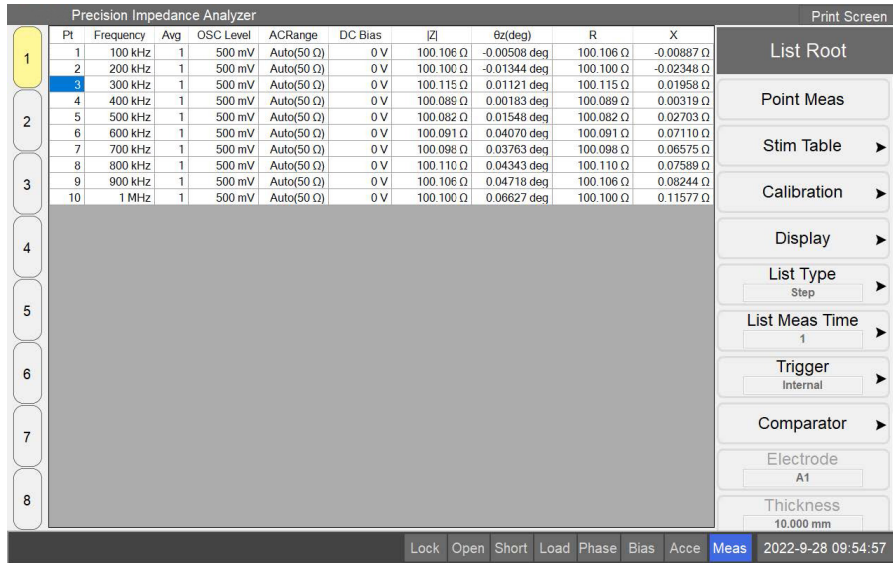 Precision Impedance Analyzer
Print Screen
Pt Frequency Avg OSC Level ACRange DC Bias |Z| θz(deg) R X
1 100 kHz 1 500 mV Auto(50 Ω) 0 V 100.106 Ω -0.00508 deg 100.106 Ω -0.00887 Ω
2 200 kHz 1 500 mV Auto(50 Ω) 0 V 100.100 Ω -0.01344 deg 100.100 Ω -0.02348 Ω
3 300 kHz 1 500 mV Auto(50 Ω) 0 V 100.115 Ω 0.01121 deg 100.115 Ω 0.01958 Ω
4 400 kHz 1 500 mV Auto(50 Ω) 0 V 100.089 Ω 0.00183 deg 100.089 Ω 0.00319 Ω
5 500 kHz 1 500 mV Auto(50 Ω) 0 V 100.082 Ω 0.01548 deg 100.082 Ω 0.02703 Ω
6 600 kHz 1 500 mV Auto(50 Ω) 0 V 100.091 Ω 0.04070 deg 100.091 Ω 0.07110 Ω
7 700 kHz 1 500 mV Auto(50 Ω) 0 V 100.098 Ω 0.03763 deg 100.098 Ω 0.06575 Ω
8 800 kHz 1 500 mV Auto(50 Ω) 0 V 100.110 Ω 0.04343 deg 100.110 Ω 0.07589 Ω
9 900 kHz 1 500 mV Auto(50 Ω) 0 V 100.106 Ω 0.04718 deg 100.106 Ω 0.08244 Ω
10 1 MHz 1 500 mV Auto(50 Ω) 0 V 100.100 Ω 0.06627 deg 100.100 Ω 0.11577 Ω
1
2
3
4
5
6
7
8
List Root
Point Meas
Stim Table
Calibration
Display
List Type
Step
List Meas Time
1
Trigger
Internal
Comparator
Electrode
A1
Thickness
10.000 mm
Lock Open Short Load Phase Bias Acce Meas 2022-9-28 09:54:57